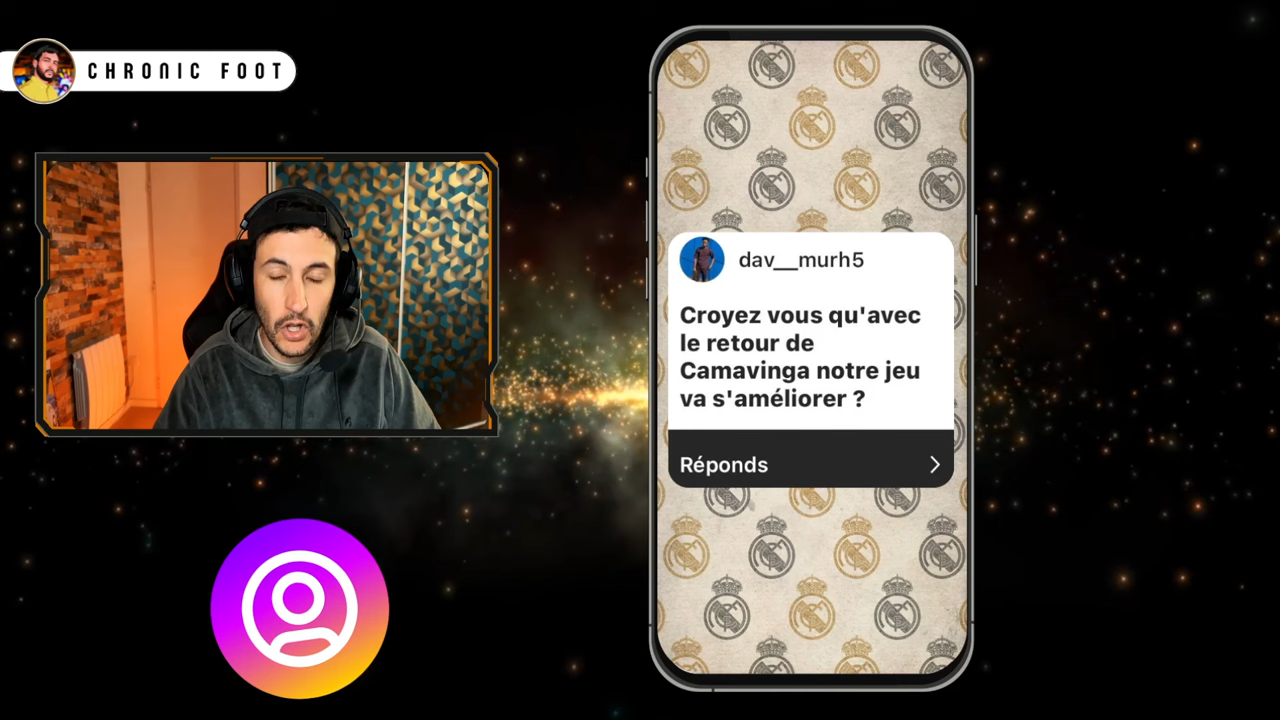 CHRONIC FOOT
dav__murh5
Croyez vous qu'avec
le retour de
Camavinga notre jeu
va s'améliorer ?
Réponds